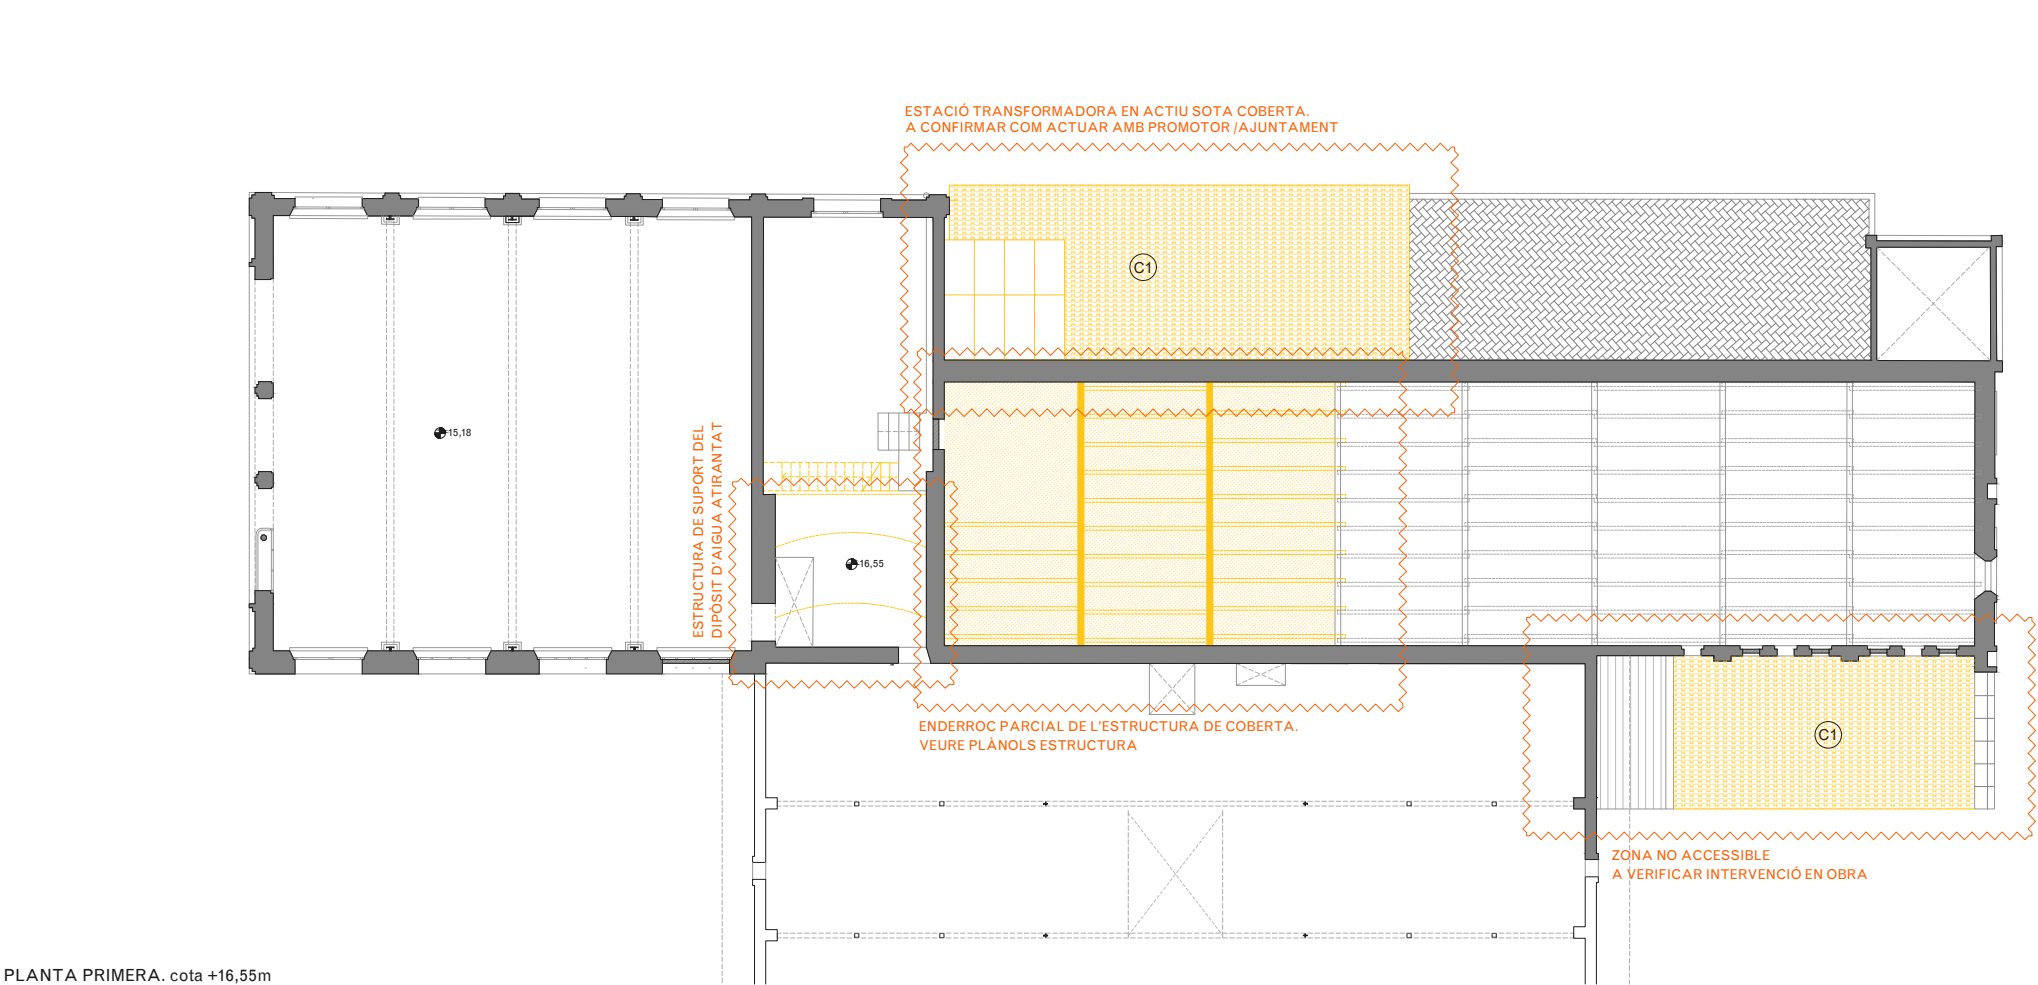 ESTACIÓ TRANSFORMADORA EN ACTIU SOTA COBERTA.
A CONFIRMAR COM ACTUAR AMB PROMOTOR /AJUNTAMENT
C1
15,18
ESTRUCTURA DE SUPORT DEL
DIPÒSIT D'AIGUA ATIRANTAT
16,55
ENDERROC PARCIAL DE L'ESTRUCTURA DE COBERTA.
VEURE PLÀNOLS ESTRUCTURA
C1
ZONA NO ACCESSIBLE
A VERIFICAR INTERVENCIÓ EN OBRA
PLANTA PRIMERA. cota +16,55m